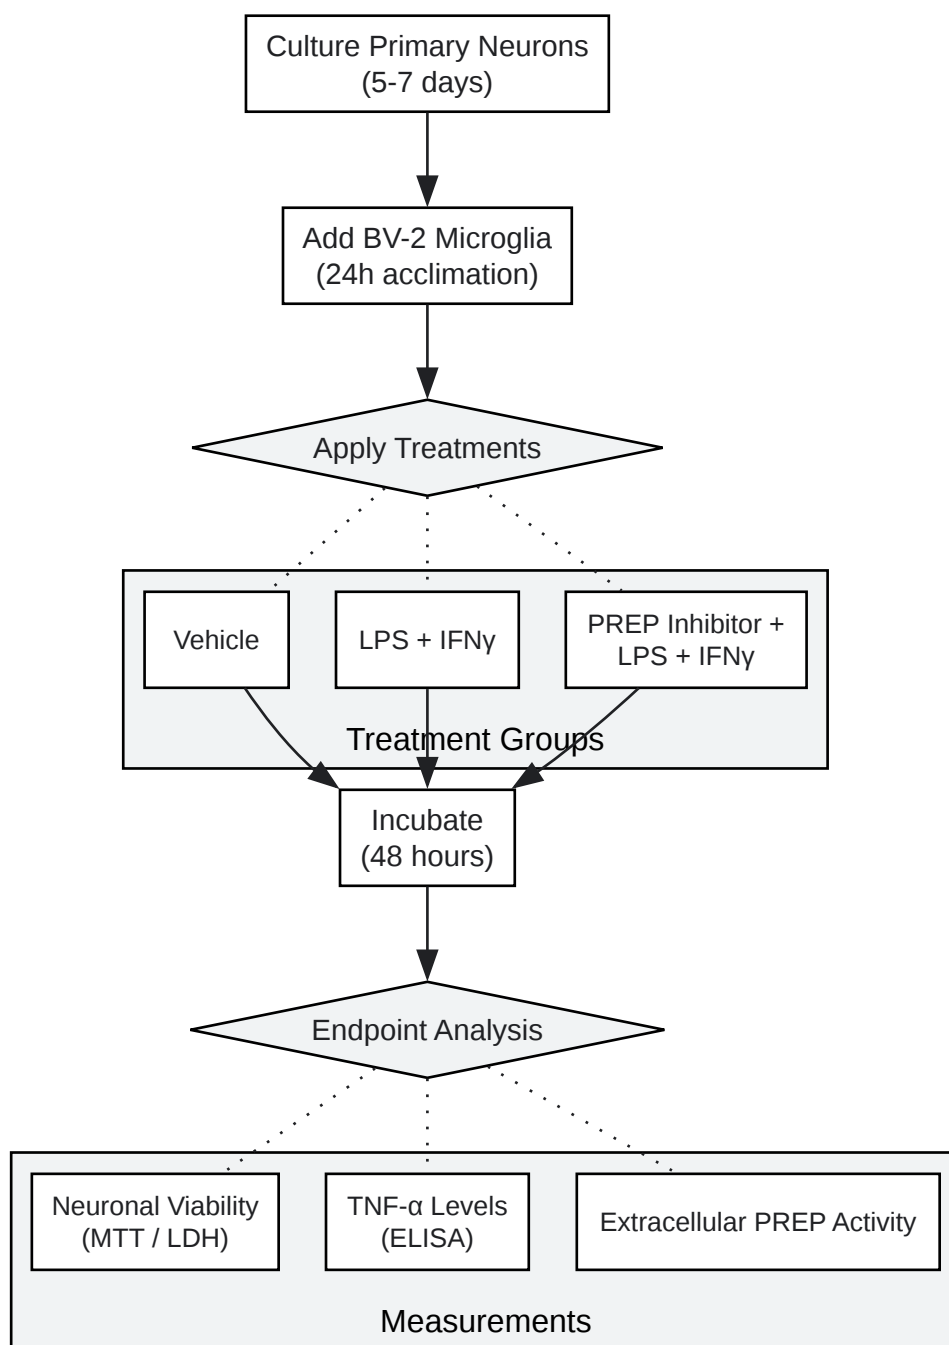 Culture Primary Neurons
(5-7 days)
Add BV-2 Microglia
(24h acclimation)
Apply Treatments
Vehicle
LPS + IFNγ
PREP Inhibitor +
LPS + IFNγ
Treatment Groups
Incubate
(48 hours)
Endpoint Analysis
Neuronal Viability
(MTT / LDH)
TNF-α Levels
(ELISA)
Extracellular PREP Activity
Measurements